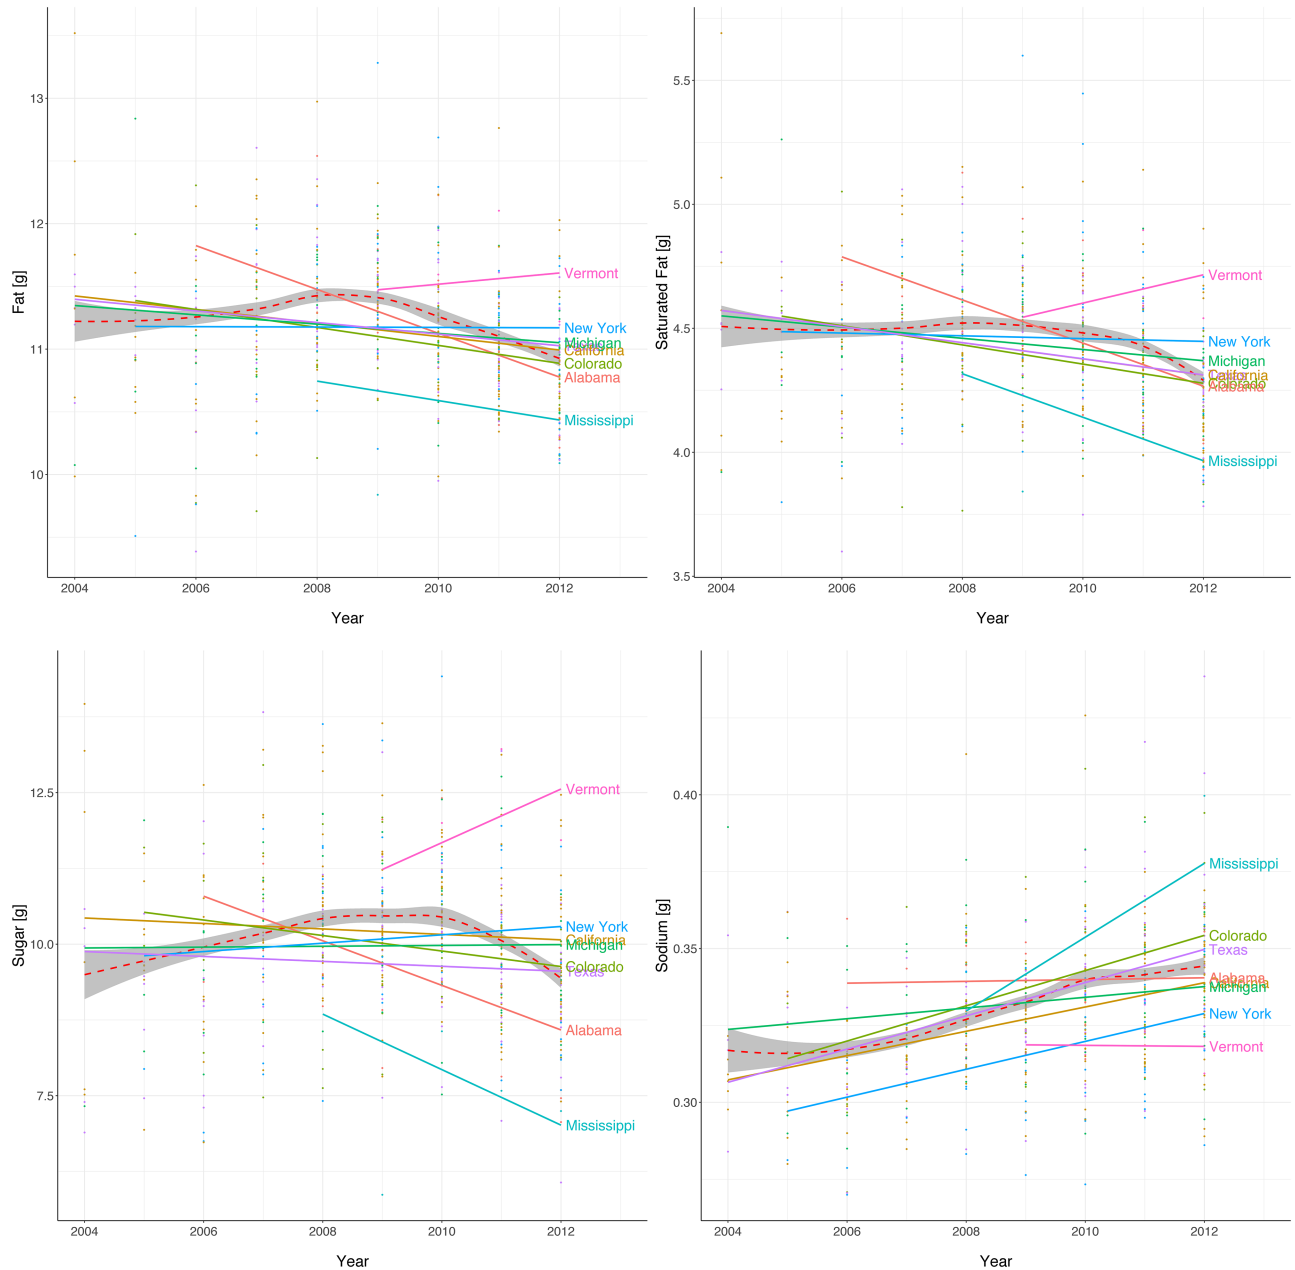 13
12
11
10
Fat [g]
Vermont
New York
Michigan
Texas
California
Colorado
Alabama
Mississippi
2004 2006 2008 2010 2012
Year
5.5
5.0
4.5
4.0
3.5
Saturated Fat [g]
Vermont
New York
Michigan
California
Texas
Colorado
Alabama
Mississippi
2004 2006 2008 2010 2012
Year
12.5
10.0
7.5
Sugar [g]
Vermont
New York
California
Michigan
Colorado
Texas
Alabama
Mississippi
2004 2006 2008 2010 2012
Year
0.40
0.35
0.30
Sodium [g]
Mississippi
Colorado
Texas
Alabama
California
Michigan
New York
Vermont
2004 2006 2008 2010 2012
Year